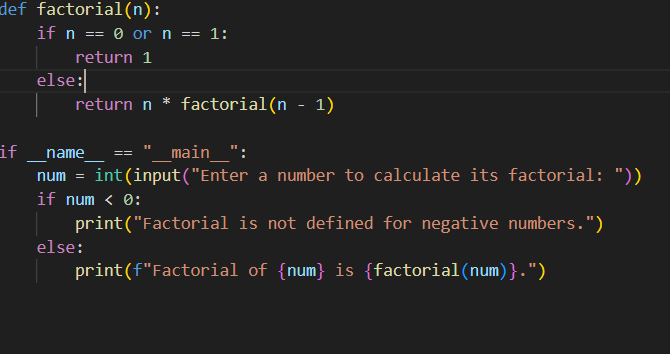 def factorial(n):
    if n == 0 or n == 1:
        return 1
    else:
        return n * factorial(n - 1)

if __name__ == "__main__":
    num = int(input("Enter a number to calculate its factorial: "))
    if num < 0:
        print("Factorial is not defined for negative numbers.")
    else:
        print(f"Factorial of {num} is {factorial(num)}.")